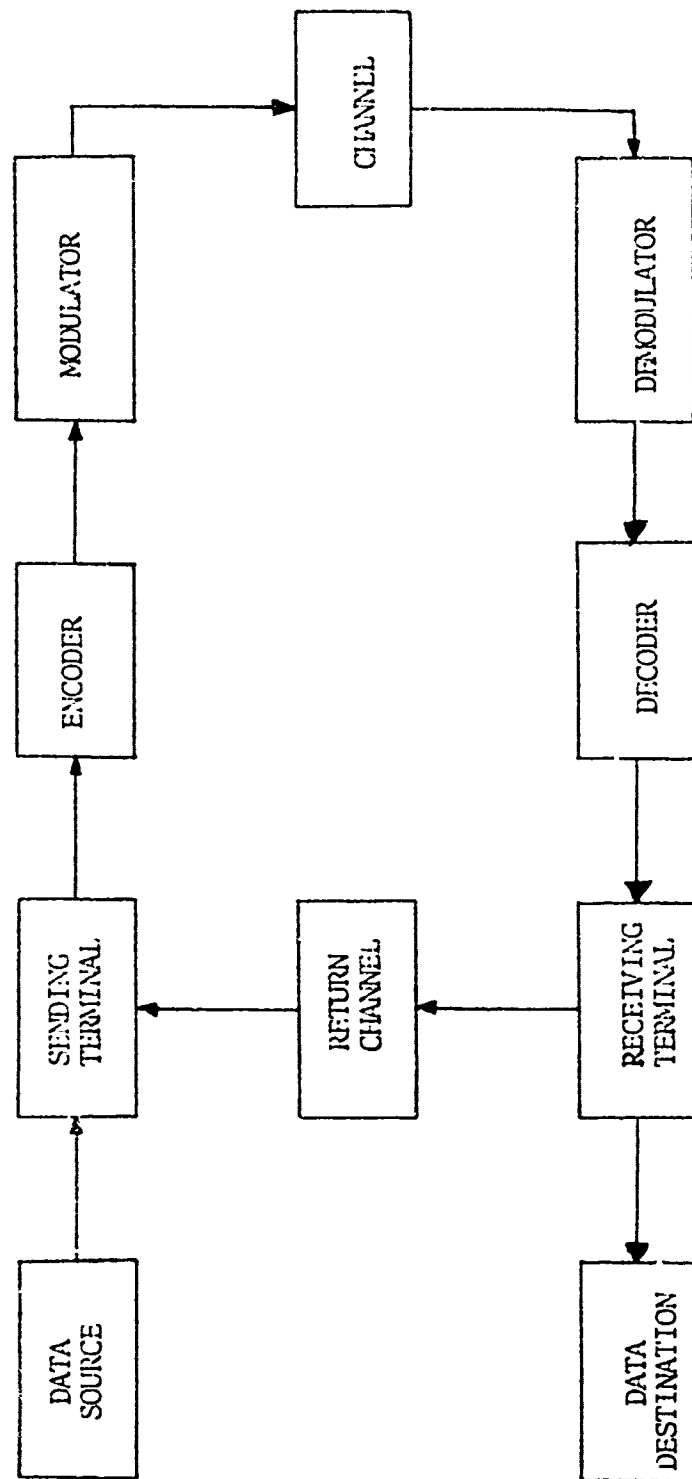 DATA
SOURCE
SENDING
TERMINAL
ENCODER
MODULATOR
CHANNEL
RETURN
CHANNEL
DATA
DESTINATION
RECEIVING
TERMINAL
DECODER
DEMODULATOR